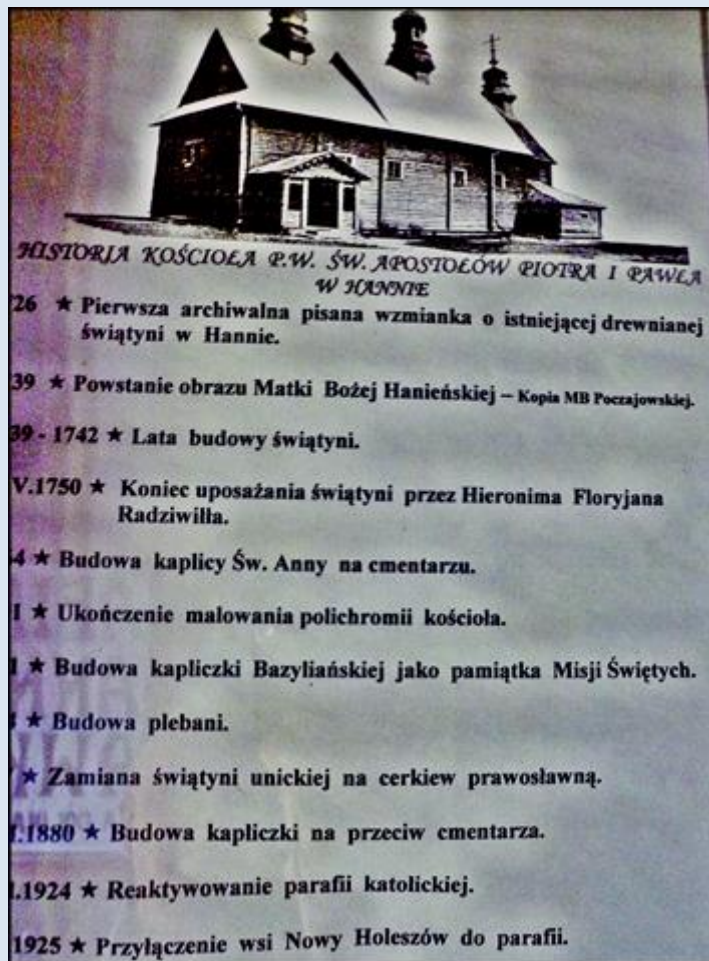 HISTORJA KOŚCIOŁA P.W. ŚW. APOSTOŁÓW PIOTRA I PAWŁA
W HANNIE
26 ★ Pierwsza archiwalna pisana wzmianka o istniejącej drewnianej
świątyni w Hannie.
39 ★ Powstanie obrazu Matki Bożej Hanieńskiej – Kopia MB Poczajowskiej.
39 - 1742 ★ Lata budowy świątyni.
V.1750 ★ Koniec uposażania świątyni przez Hieronima Floryjana
Radziwiłła.
4 ★ Budowa kaplicy Św. Anny na cmentarzu.
★ Ukończenie malowania polichromii kościoła.
★ Budowa kapliczki Bazyliańskiej jako pamiątka Misji Świętych.
★ Budowa plebani.
★ Zamiana świątyni unickiej na cerkiew prawosławną.
.1880 ★ Budowa kapliczki na przeciw cmentarza.
.1924 ★ Reaktywowanie parafii katolickiej.
1925 ★ Przyłączenie wsi Nowy Holeszów do parafii.